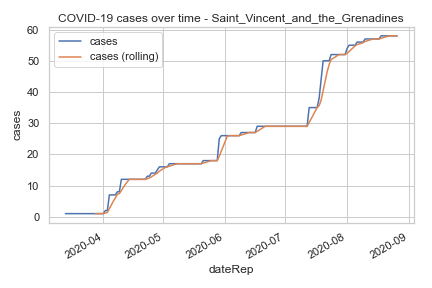 COVID-19 cases over time - Saint_Vincent_and_the_Grenadines
cases
cases (rolling)
60
50
40
30
20
10
0
cases
2020-04
2020-05
2020-06
2020-07
2020-08
2020-09
dateRep